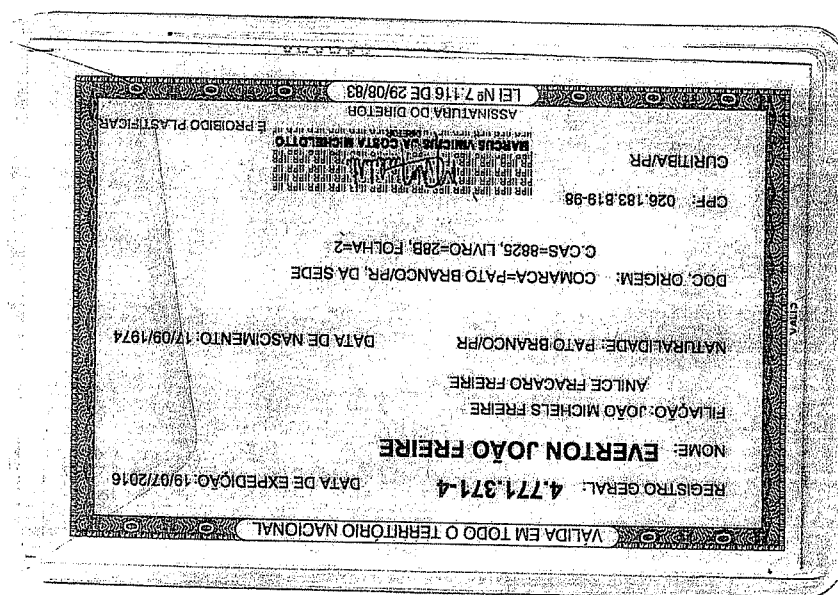 VÁLIDA EM TODO O TERRITÓRIO NACIONAL
REGISTRO GERAL: 4.771.371-4 DATA DE EXPEDIÇÃO: 19/07/2016
NOME: EVERTON JOÃO FREIRE
FILIAÇÃO: JOÃO MICHELS FREIRE
ANILCE FRACARO FREIRE
NATURALIDADE: PATO BRANCO/PR DATA DE NASCIMENTO: 17/09/1974
DOC. ORIGEM: COMARCA=PATO BRANCO/PR, DA SEDE
C.CAS=8825, LIVRO=28B, FOLHA=2
CPF: 026.183.819-98
CURITIBA/PR
MARCUS VINICIUS DA COSTA MICHELOTTO
DIRETOR
ASSINATURA DO DIRETOR
É PROIBIDO PLASTIFICAR
LEI Nº 7.116 DE 29/08/83